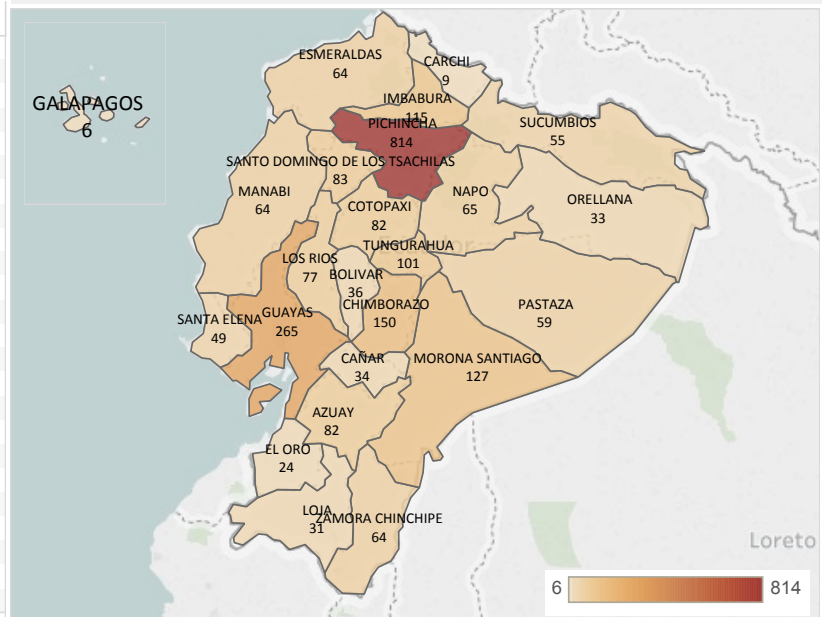 ESMERALDAS
64
CARCHI
9
IMBABURA
115
GALAPAGOS
6
PICHINCHA
814
SUCUMBIOS
55
SANTO DOMINGO DE LOS TSACHILAS
83
MANABI
64
NAPO
65
ORELLANA
33
COTOPAXI
82
TUNGURAHUA
101
LOS RIOS
77
BOLIVAR
36
CHIMBORAZO
150
PASTAZA
59
SANTA ELENA
49
GUAYAS
265
CAÑAR
34
MORONA SANTIAGO
127
AZUAY
82
EL ORO
24
LOJA
31
ZAMORA CHINCHIPE
64
Loreto
6 814